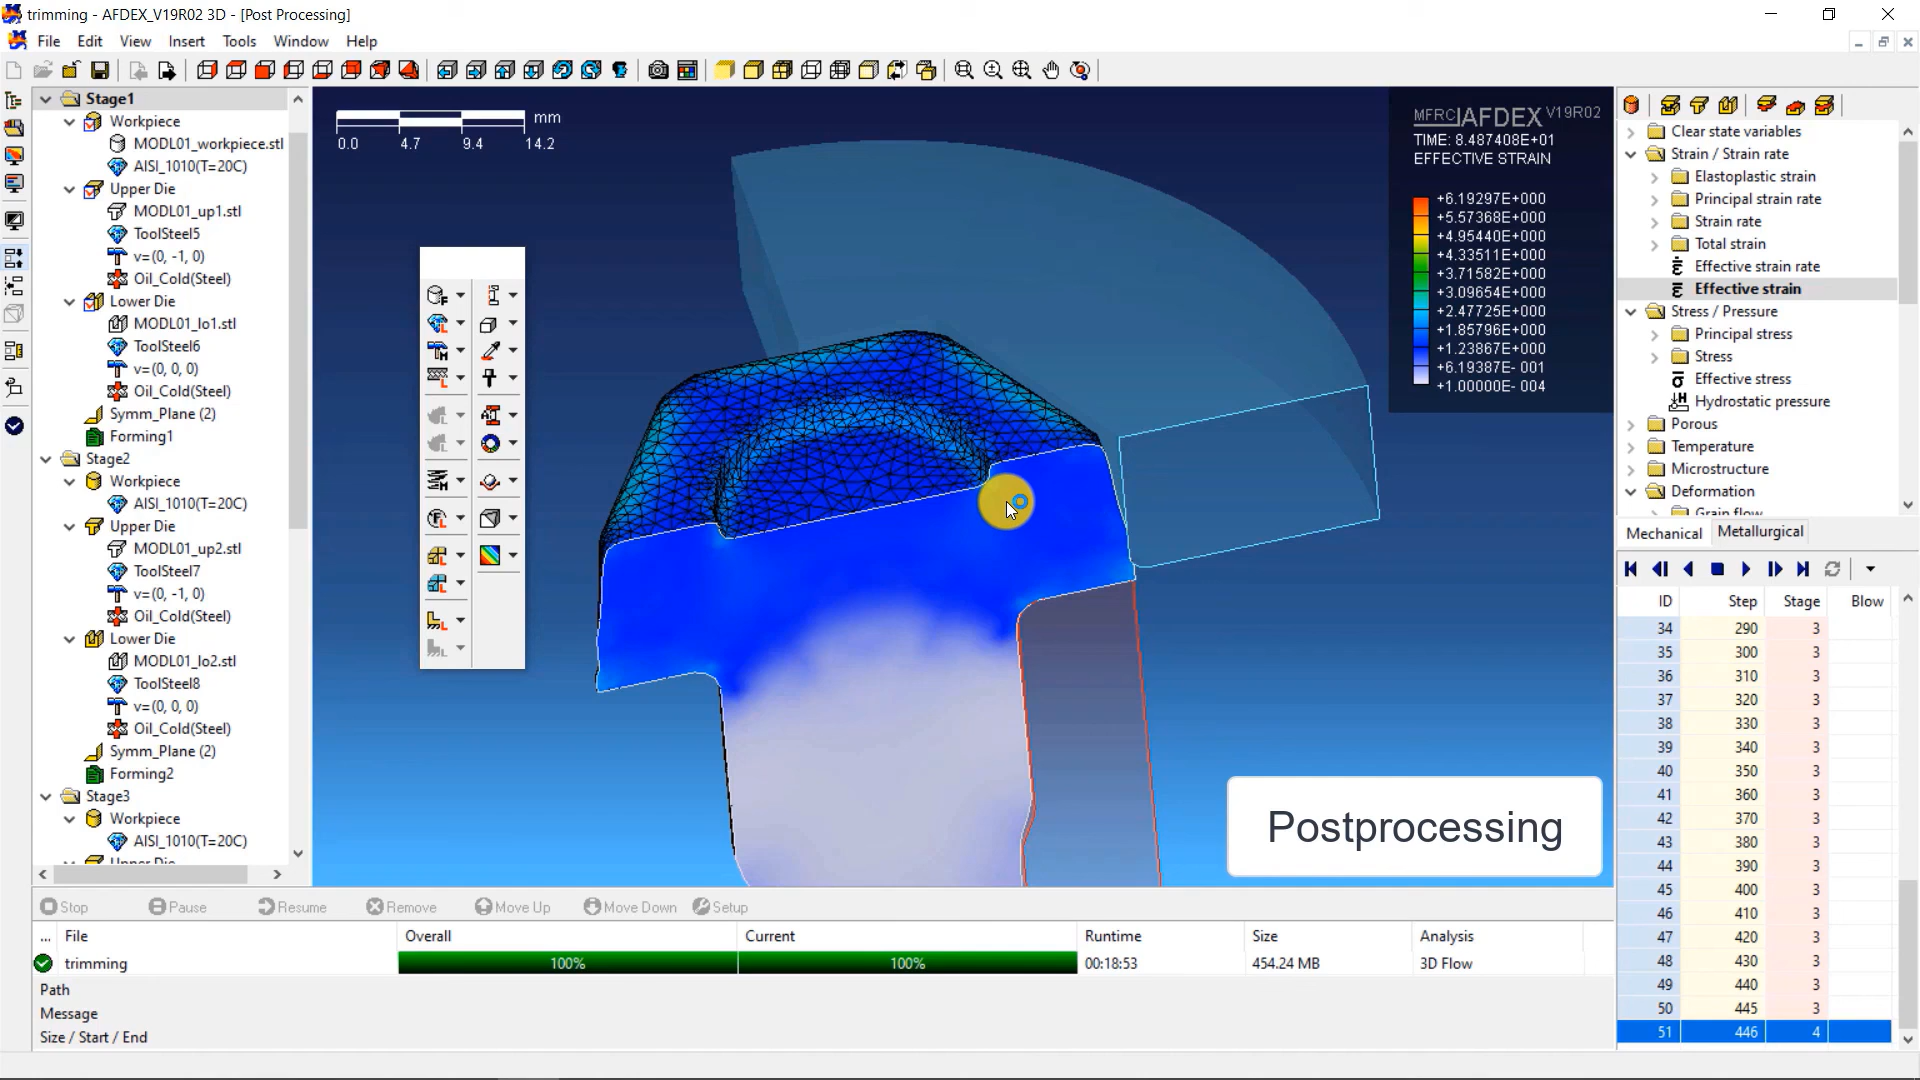 trimming - AFDEX_V19R02 3D - [Post Processing]
File Edit View Insert Tools Window Help
Stage1
Workpiece
MODL01_workpiece.stl
AISI_1010(T=20C)
Upper Die
MODL01_up1.stl
ToolSteel5
v=(0, -1, 0)
Oil_Cold(Steel)
Lower Die
MODL01_lo1.stl
ToolSteel6
v=(0, 0, 0)
Oil_Cold(Steel)
Symm_Plane (2)
Forming1
Stage2
Workpiece
AISI_1010(T=20C)
Upper Die
MODL01_up2.stl
ToolSteel7
v=(0, -1, 0)
Oil_Cold(Steel)
Lower Die
MODL01_lo2.stl
ToolSteel8
v=(0, 0, 0)
Oil_Cold(Steel)
Symm_Plane (2)
Forming2
Stage3
Workpiece
AISI_1010(T=20C)
Upper Die
mm
0.0 4.7 9.4 14.2
MFRC AFDEX V19R02
TIME: 8.487408E+01
EFFECTIVE STRAIN
+6.19297E+000
+5.57368E+000
+4.95440E+000
+4.33511E+000
+3.71582E+000
+3.09654E+000
+2.47725E+000
+1.85796E+000
+1.23867E+000
+6.19387E- 001
+1.00000E- 004
Postprocessing
Clear state variables
Strain / Strain rate
Elastoplastic strain
Principal strain rate
Strain rate
Total strain
Effective strain rate
Effective strain
Stress / Pressure
Principal stress
Stress
Effective stress
Hydrostatic pressure
Porous
Temperature
Microstructure
Deformation
Grain flow
Mechanical Metallurgical
ID Step Stage Blow
34 290 3
35 300 3
36 310 3
37 320 3
38 330 3
39 340 3
40 350 3
41 360 3
42 370 3
43 380 3
44 390 3
45 400 3
46 410 3
47 420 3
48 430 3
49 440 3
50 445 3
51 446 4
Stop Pause Resume Remove Move Up Move Down Setup
... File Overall Current Runtime Size Analysis
trimming 100% 100% 00:18:53 454.24 MB 3D Flow
Path
Message
Size / Start / End